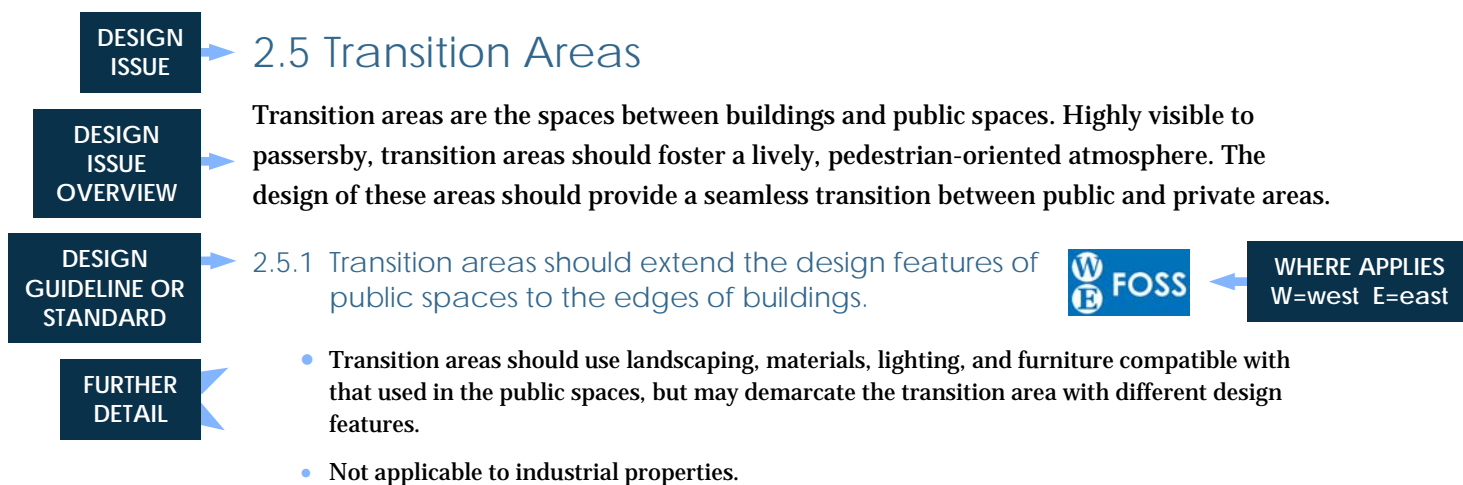 DESIGN
ISSUE
2.5 Transition Areas
DESIGN
ISSUE
OVERVIEW
Transition areas are the spaces between buildings and public spaces. Highly visible to
passersby, transition areas should foster a lively, pedestrian-oriented atmosphere. The
design of these areas should provide a seamless transition between public and private areas.
DESIGN
GUIDELINE OR
STANDARD
2.5.1 Transition areas should extend the design features of
public spaces to the edges of buildings.
W
E
FOSS
WHERE APPLIES
W=west E=east
FURTHER
DETAIL
• Transition areas should use landscaping, materials, lighting, and furniture compatible with
that used in the public spaces, but may demarcate the transition area with different design
features.
• Not applicable to industrial properties.